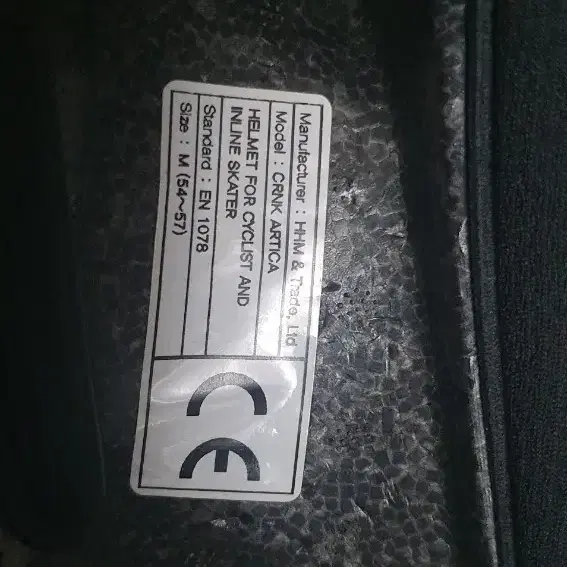 Manufacturer : HHM & Trade, Ltd
Model : CRNK ARTICA
HELMET FOR CYCLIST AND
INLINE SKATER
Standard : EN 1078
Size : M (54~57)
CE